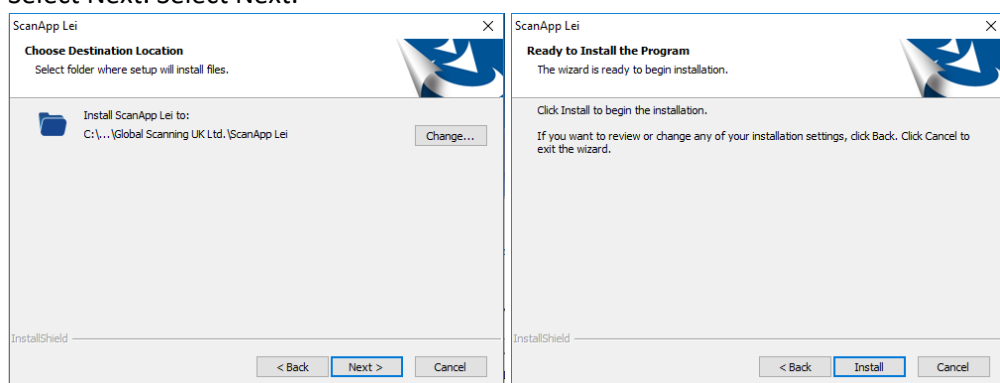 Select Next. Select Next.
ScanApp Lei
Choose Destination Location
Select folder where setup will install files.
Install ScanApp Lei to:
C:\...\Global Scanning UK Ltd.\ScanApp Lei
Change...
InstallShield
< Back
Next >
Cancel
ScanApp Lei
Ready to Install the Program
The wizard is ready to begin installation.
Click Install to begin the installation.
If you want to review or change any of your installation settings, click Back. Click Cancel to
exit the wizard.
InstallShield
< Back
Install
Cancel